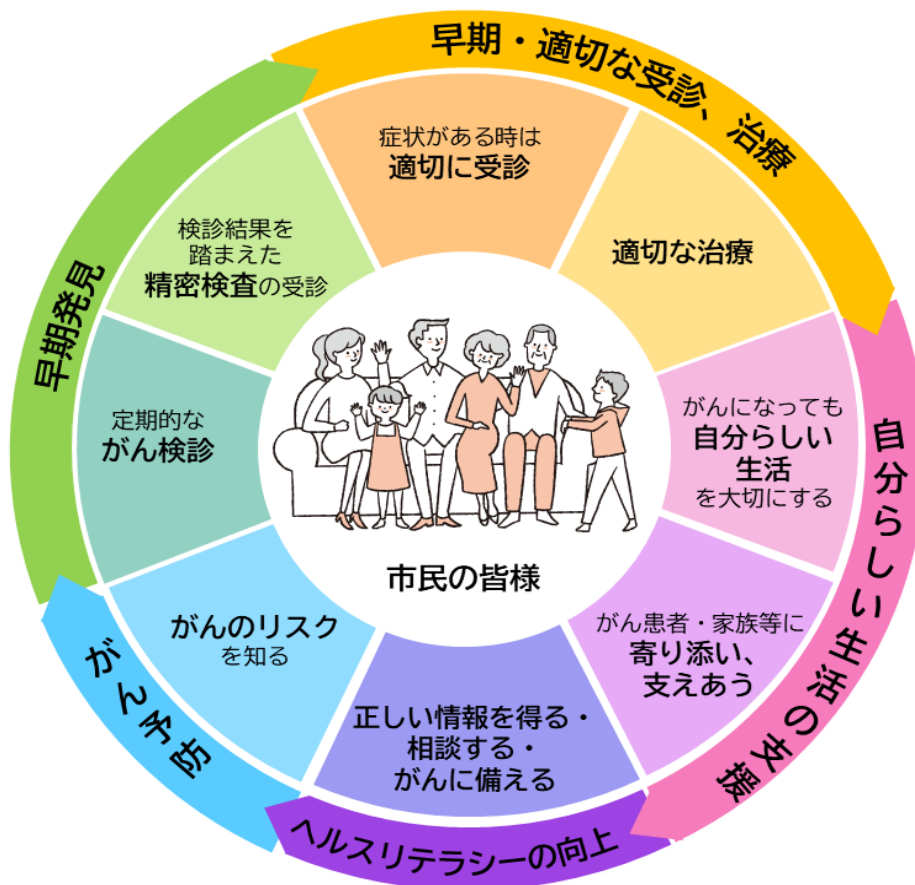 早期・適切な受診、治療
症状がある時は
適切に受診
適切な治療
自分らしい生活の支援
がんになっても
自分らしい
生活
を大切にする
がん患者・家族等に
寄り添い、
支えあう
ヘルスリテラシーの向上
正しい情報を得る・
相談する・
がんに備える
がん予防
がんのリスク
を知る
早期発見
定期的な
がん検診
検診結果を
踏まえた
精密検査の受診
市民の皆様